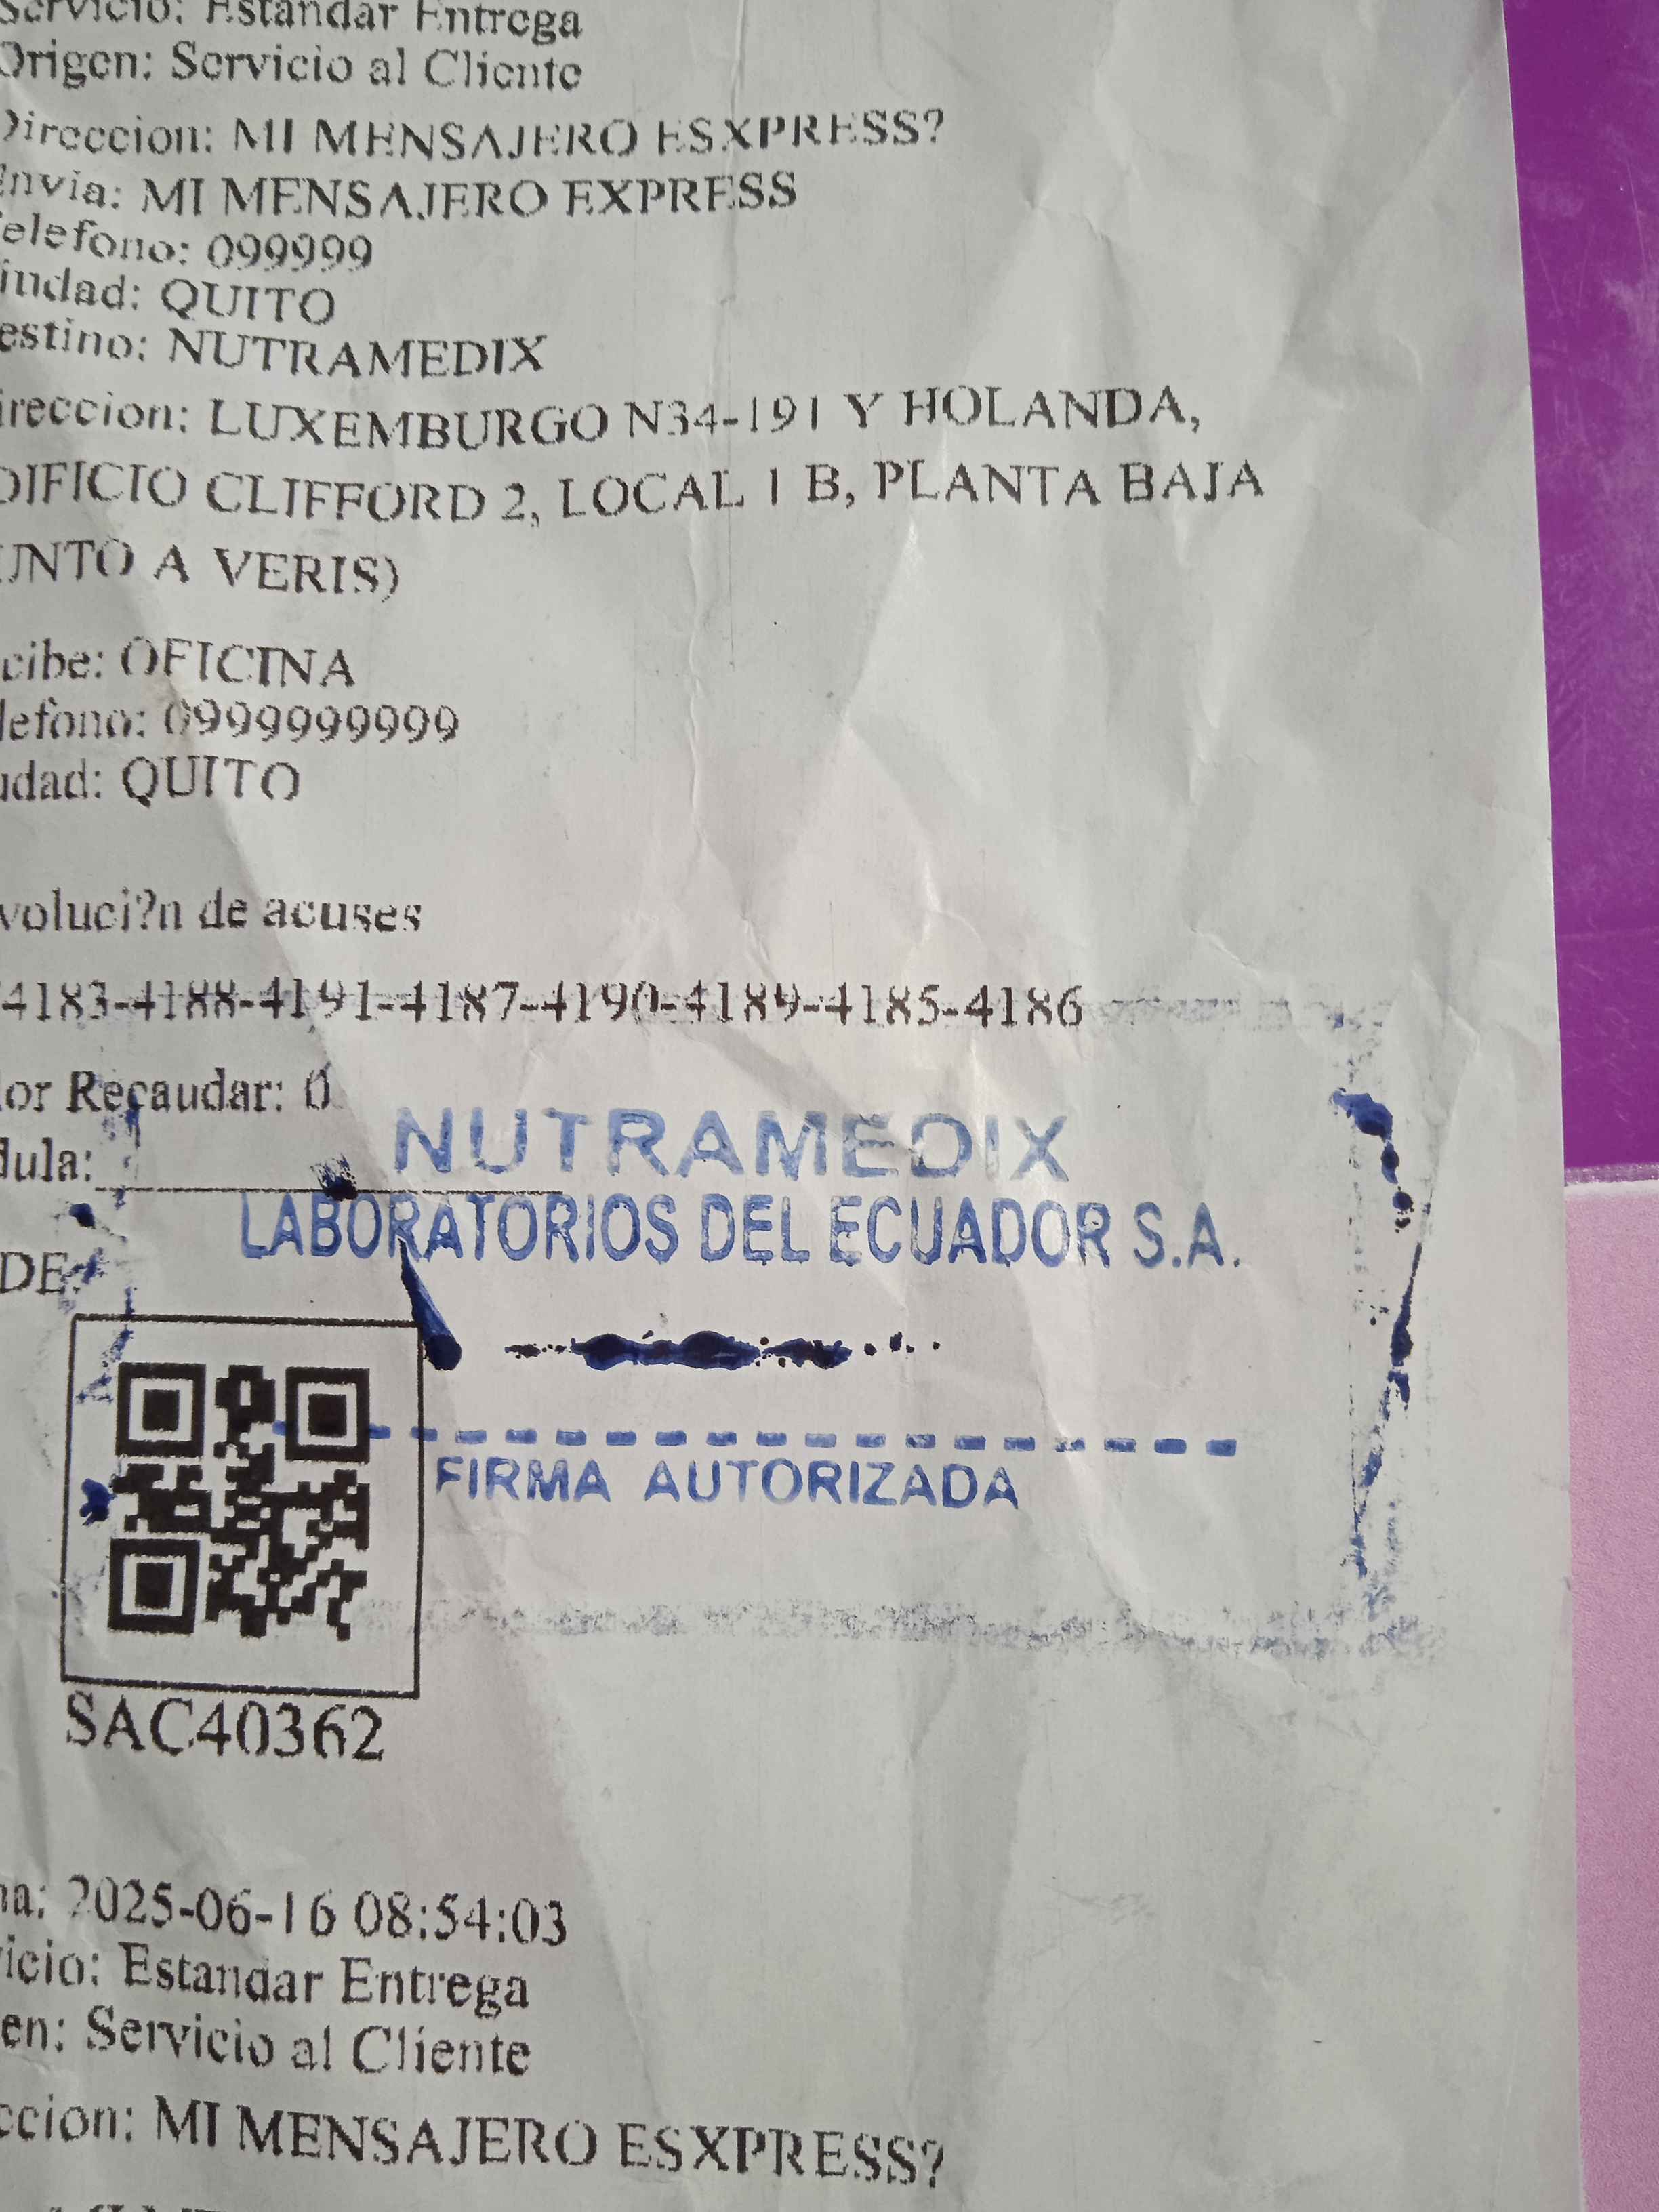 Servicio: Estandar Entrega
Origen: Servicio al Cliente
Direccion: MI MENSAJERO ESXPRESS?
Envia: MI MENSAJERO EXPRESS
Telefono: 099999
iudad: QUITO
estino: NUTRAMEDIX
ireccion: LUXEMBURGO N34-191 Y HOLANDA,
DIFICIO CLIFFORD 2, LOCAL 1 B, PLANTA BAJA
UNTO A VERIS)
cibe: OFICINA
lefono: 0999999999
udad: QUITO
voluci?n de acuses
4183-4188-4191-4187-4190-4189-4185-4186
lor Recaudar: 0
dula:
NUTRAMEDIX
LABORATORIOS DEL ECUADOR S.A.
DE:
FIRMA AUTORIZADA
SAC40362
ha: 2025-06-16 08:54:03
vicio: Estandar Entrega
en: Servicio al Cliente
ccion: MI MENSAJERO ESXPRESS?